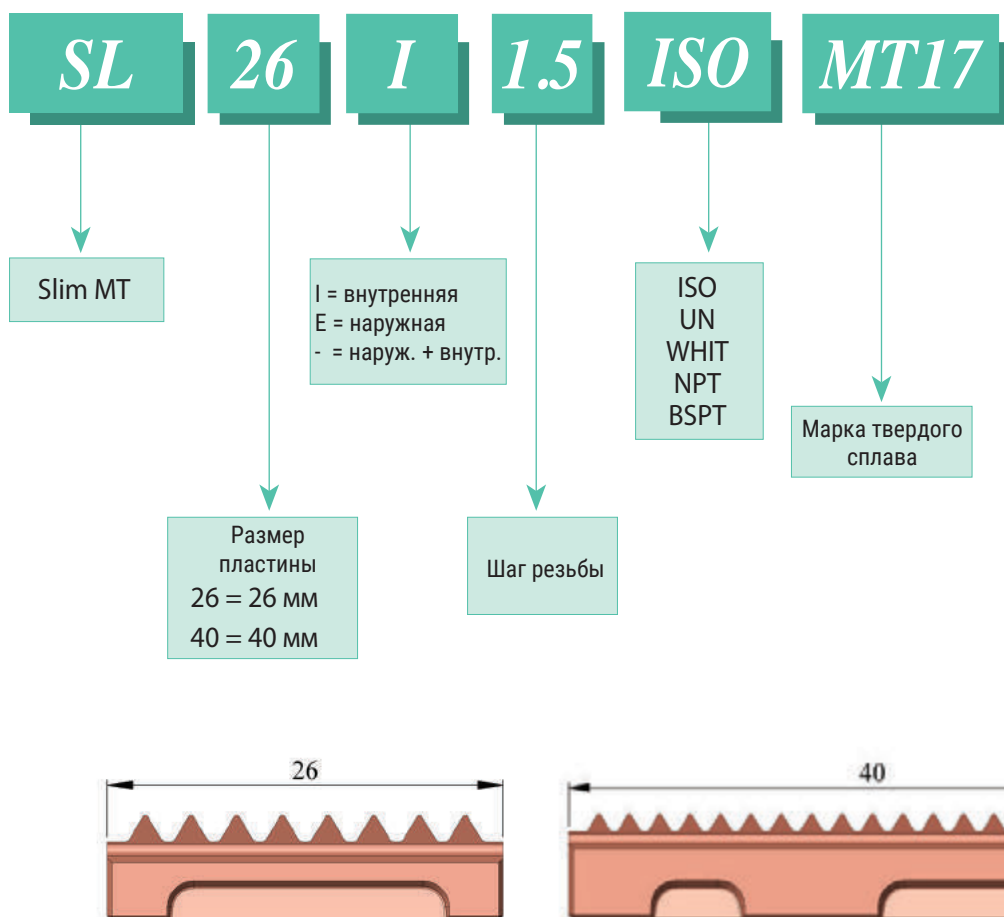 SL 26 I 1.5 ISO MT17
Slim MT
I = внутренняя
E = наружная
- = наруж. + внутр.
ISO
UN
WHIT
NPT
BSPT
Марка твердого
сплава
Размер
пластины
26 = 26 мм
40 = 40 мм
Шаг резьбы
26
40